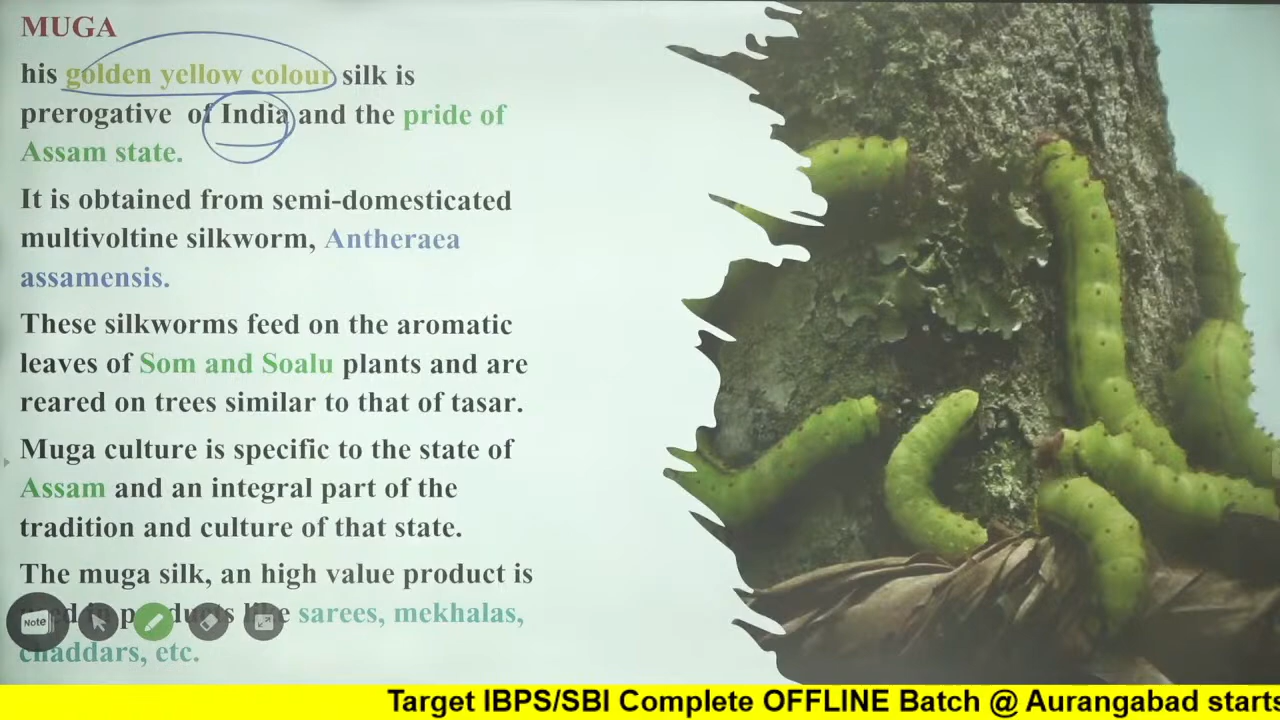 MUGA
his golden yellow colour silk is
prerogative of India and the pride of
Assam state.
It is obtained from semi-domesticated
multivoltine silkworm, Antheraea
assamensis.
These silkworms feed on the aromatic
leaves of Som and Soalu plants and are
reared on trees similar to that of tasar.
Muga culture is specific to the state of
Assam and an integral part of the
tradition and culture of that state.
The muga silk, an high value product is
in sarees, mekhalas,
chaddars, etc.
Note
Target IBPS/SBI Complete OFFLINE Batch @ Aurangabad starts